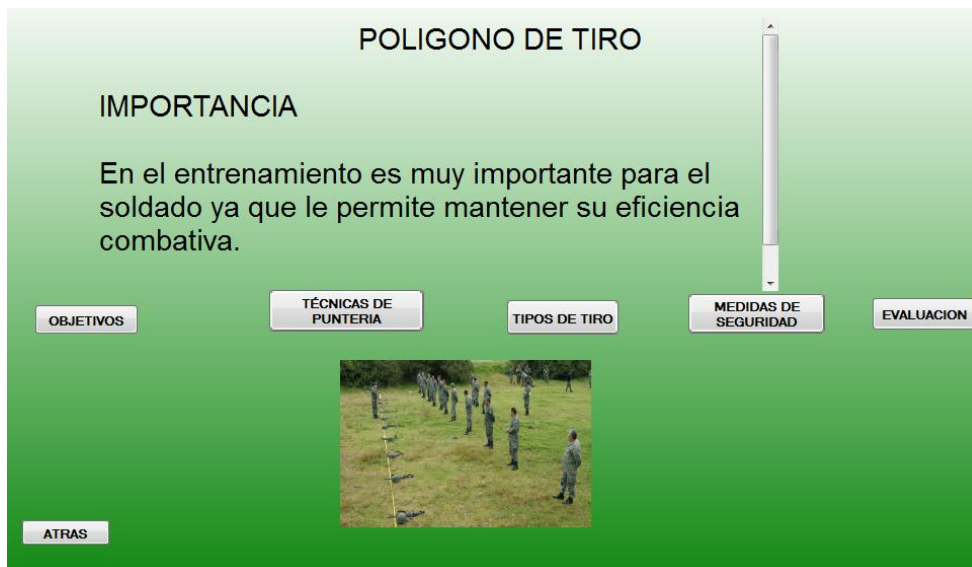 POLIGONO DE TIRO
IMPORTANCIA
En el entrenamiento es muy importante para el
soldado ya que le permite mantener su eficiencia
combativa.
OBJETIVOS
TÉCNICAS DE
PUNTERIA
TIPOS DE TIRO
MEDIDAS DE
SEGURIDAD
EVALUACION
ATRAS